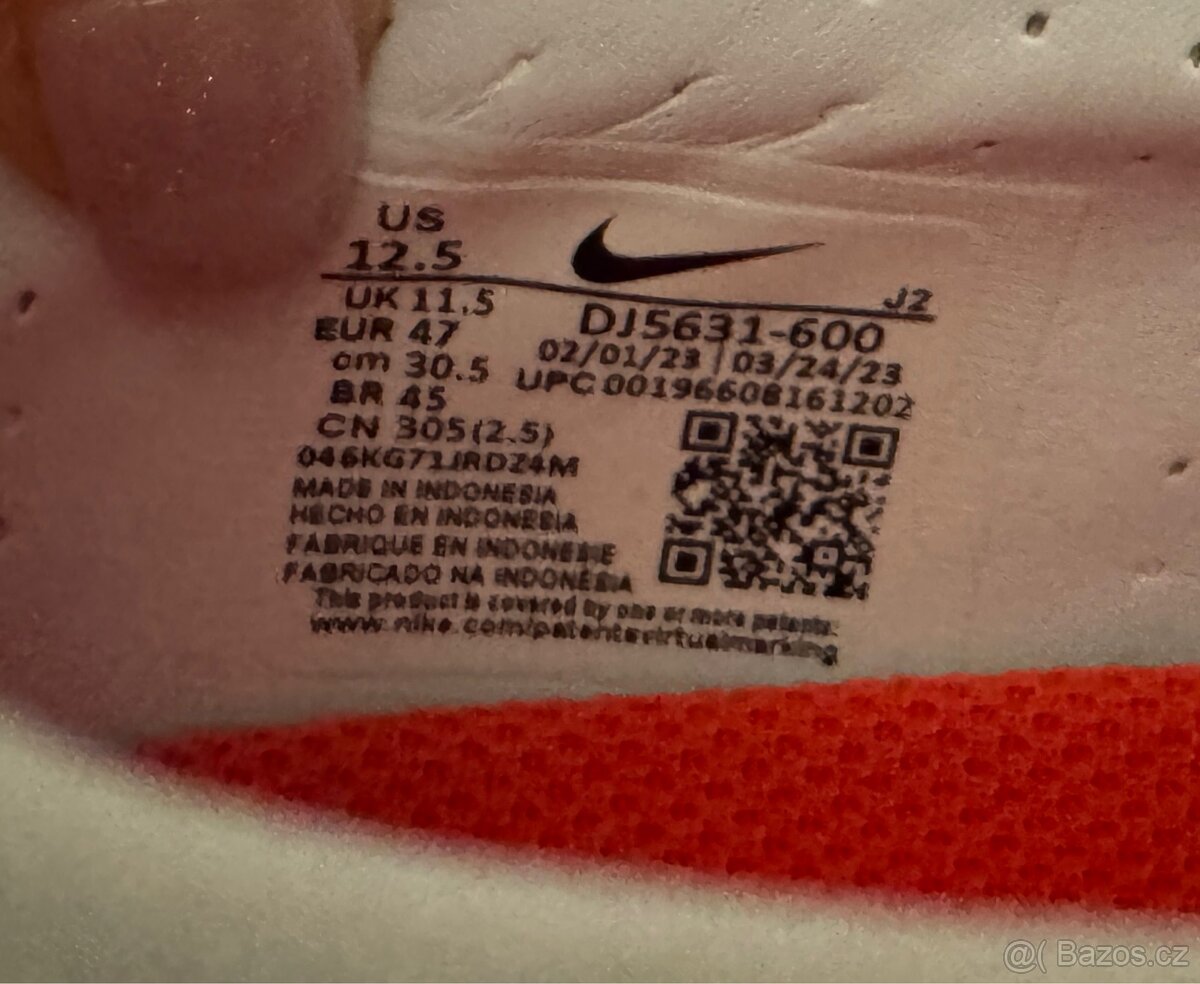 US
12.5
J2
UK 11.5
EUR 47
cm 30.5
BR 45
CN 305(2.5)
DJ5631-600
02/01/23 | 03/24/23
UPC 00196608161202
MADE IN INDONESIA
HECHO EN INDONESIA
FABRIQUE EN INDONESIE
FABRICADO NA INDONÉSIA
This product is covered by one or more patents.
www.nike.com/patentsvirtualmarking
@( Bazos.cz